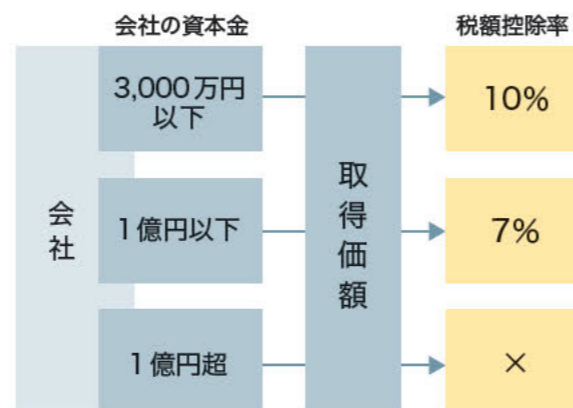 会社の資本金
税額控除率
会社
3,000万円
以下
取得価額
10%
1億円以下
7%
1億円超
×